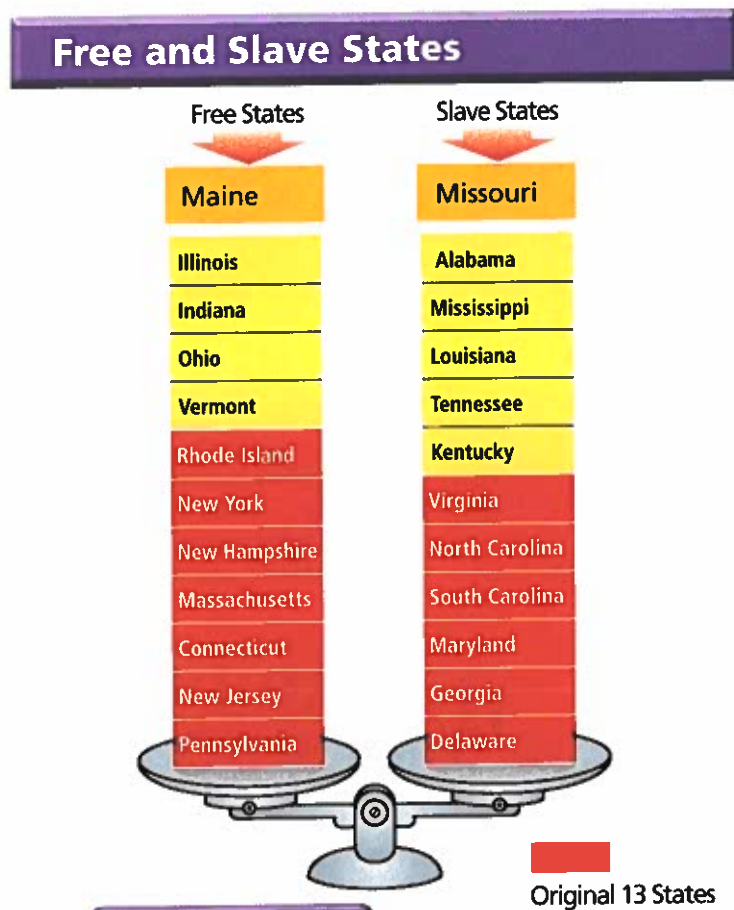 Free and Slave States
Free States
Slave States
Maine
Illinois
Indiana
Ohio
Vermont
Rhode Island
New York
New Hampshire
Massachusetts
Connecticut
New Jersey
Pennsylvania
Missouri
Alabama
Mississippi
Louisiana
Tennessee
Kentucky
Virginia
North Carolina
South Carolina
Maryland
Georgia
Delaware
Original 13 States